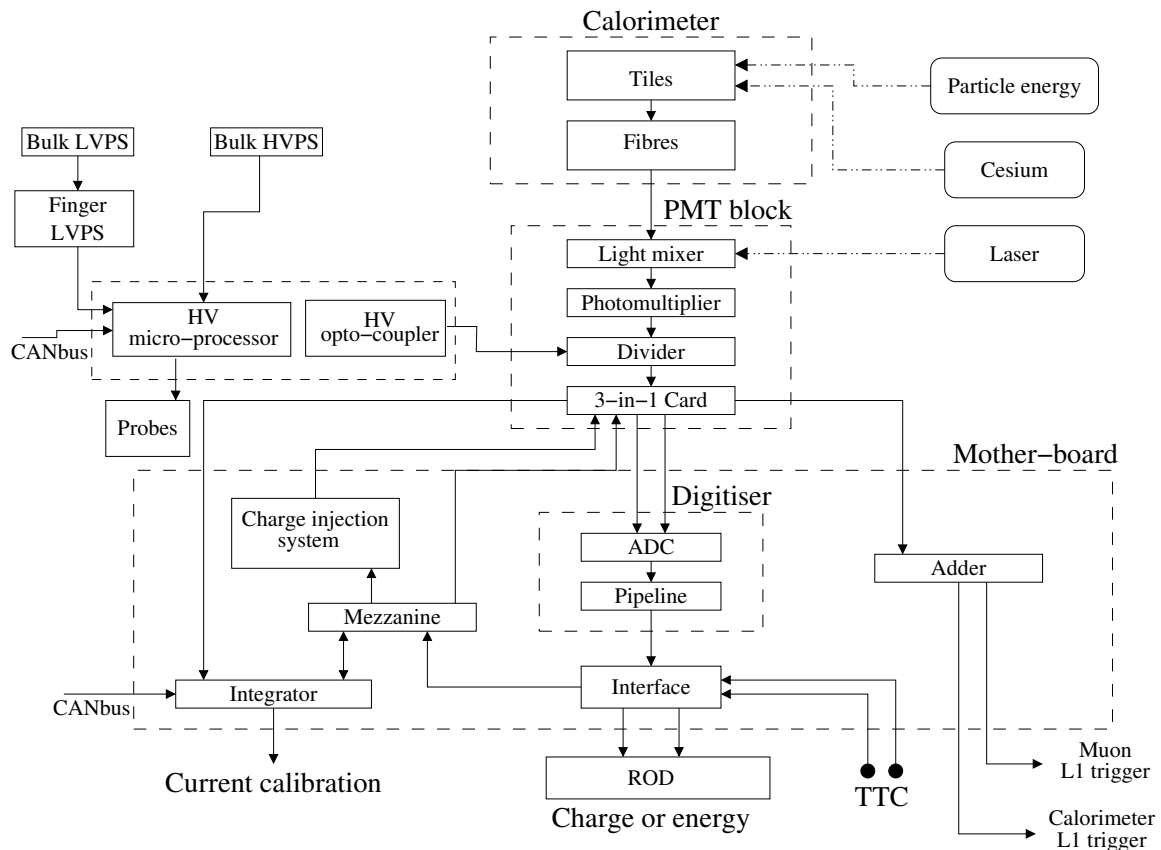 Calorimeter
Tiles
Particle energy
Bulk LVPS
Bulk HVPS
Fibres
Cesium
Finger
LVPS
PMT block
Light mixer
Laser
Photomultiplier
HV
micro−processor
HV
opto−coupler
CANbus
Divider
3−in−1 Card
Probes
Mother−board
Digitiser
Charge injection
system
ADC
Adder
Pipeline
Mezzanine
Integrator
Interface
CANbus
Current calibration
ROD
TTC
Muon
L1 trigger
Charge or energy
Calorimeter
L1 trigger